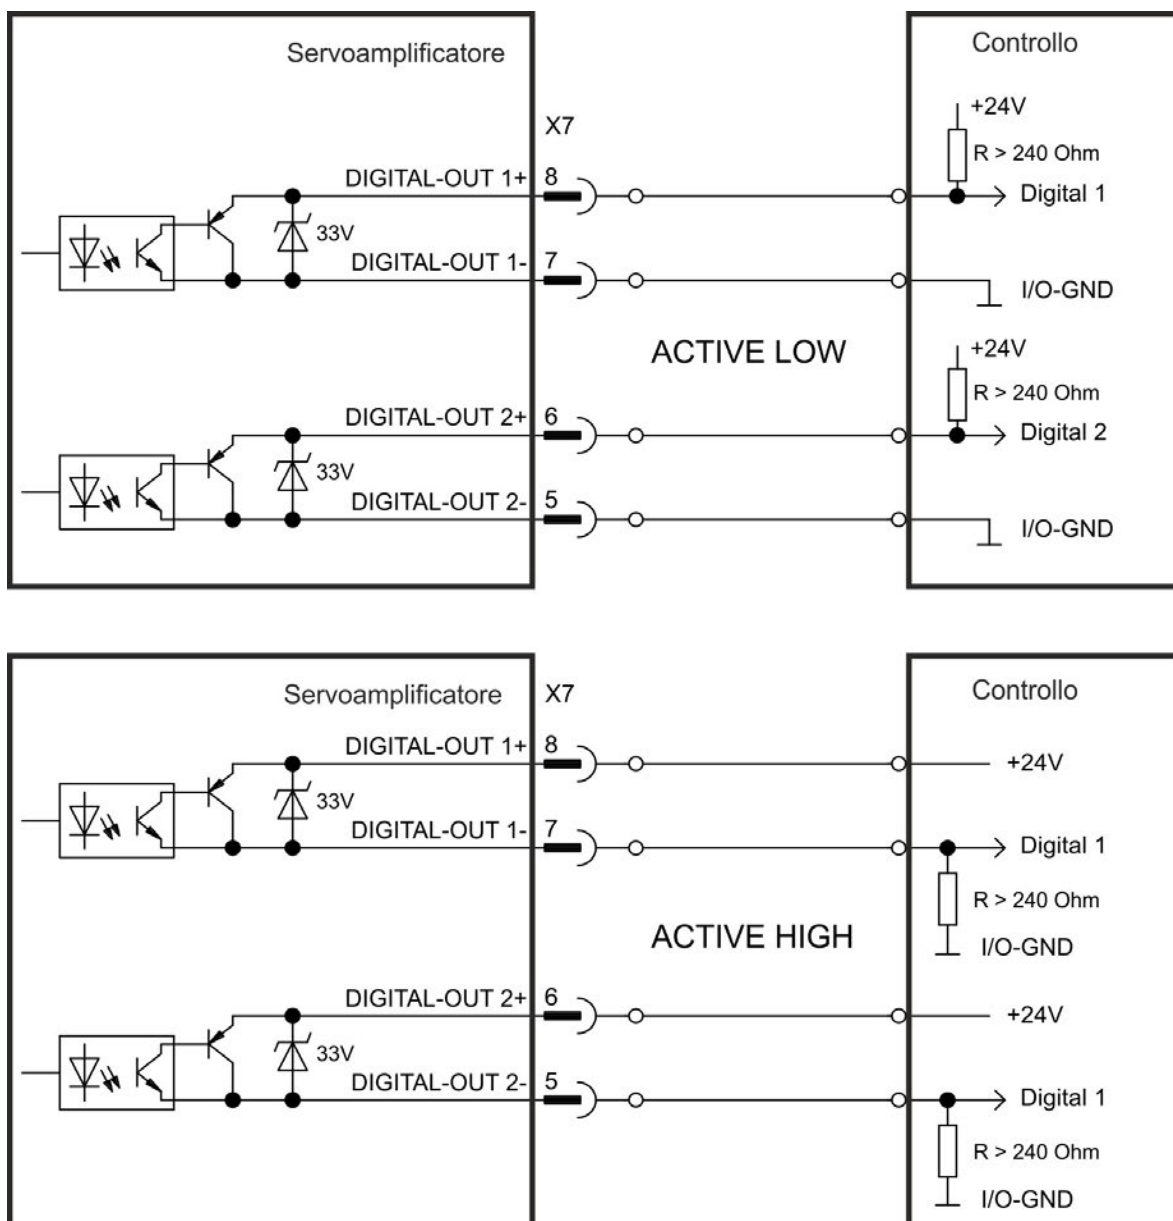 Servoamplificatore
Controllo
X7
+24V
R > 240 Ohm
DIGITAL-OUT 1+
8
Digital 1
33V
DIGITAL-OUT 1-
7
I/O-GND
ACTIVE LOW
+24V
R > 240 Ohm
DIGITAL-OUT 2+
6
Digital 2
33V
DIGITAL-OUT 2-
5
I/O-GND
Servoamplificatore
X7
Controllo
DIGITAL-OUT 1+
8
+24V
33V
DIGITAL-OUT 1-
7
Digital 1
R > 240 Ohm
ACTIVE HIGH
I/O-GND
DIGITAL-OUT 2+
6
+24V
33V
DIGITAL-OUT 2-
5
Digital 1
R > 240 Ohm
I/O-GND